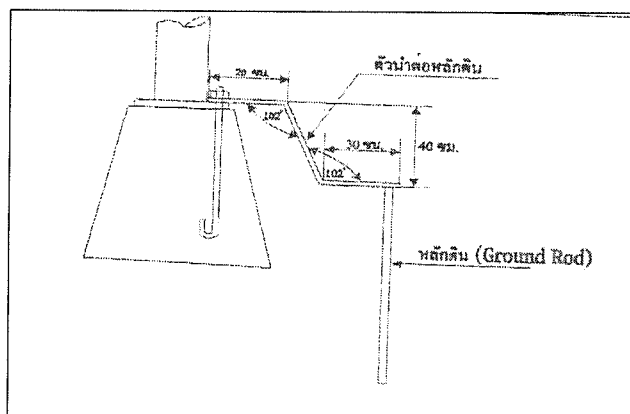 ตัวนำต่อหลักดิน
20 ซม.
102°
30 ซม.
40 ซม.
102°
หลักดิน (Ground Rod)